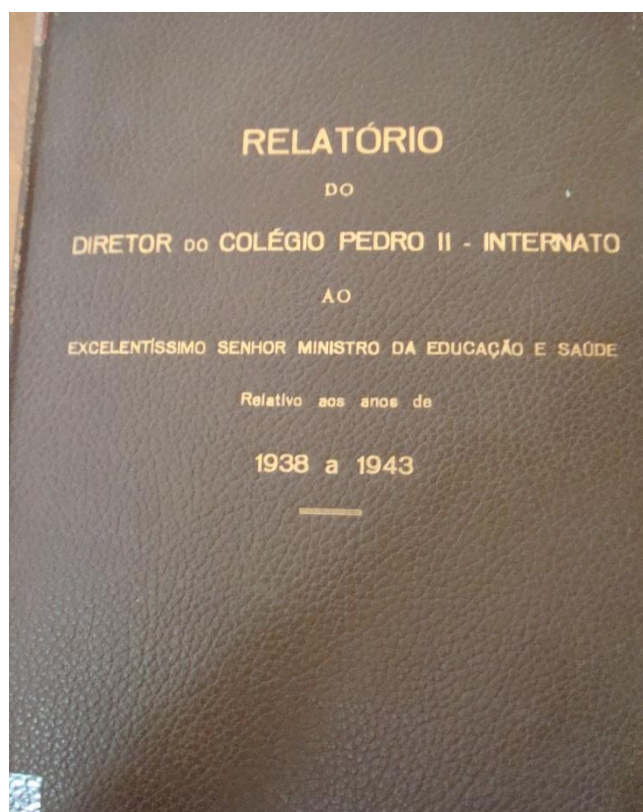 RELATÓRIO
DO
DIRETOR DO COLÉGIO PEDRO II - INTERNATO
AO
EXCELENTÍSSIMO SENHOR MINISTRO DA EDUCAÇÃO E SAÚDE
Relativo aos anos de
1938 a 1943